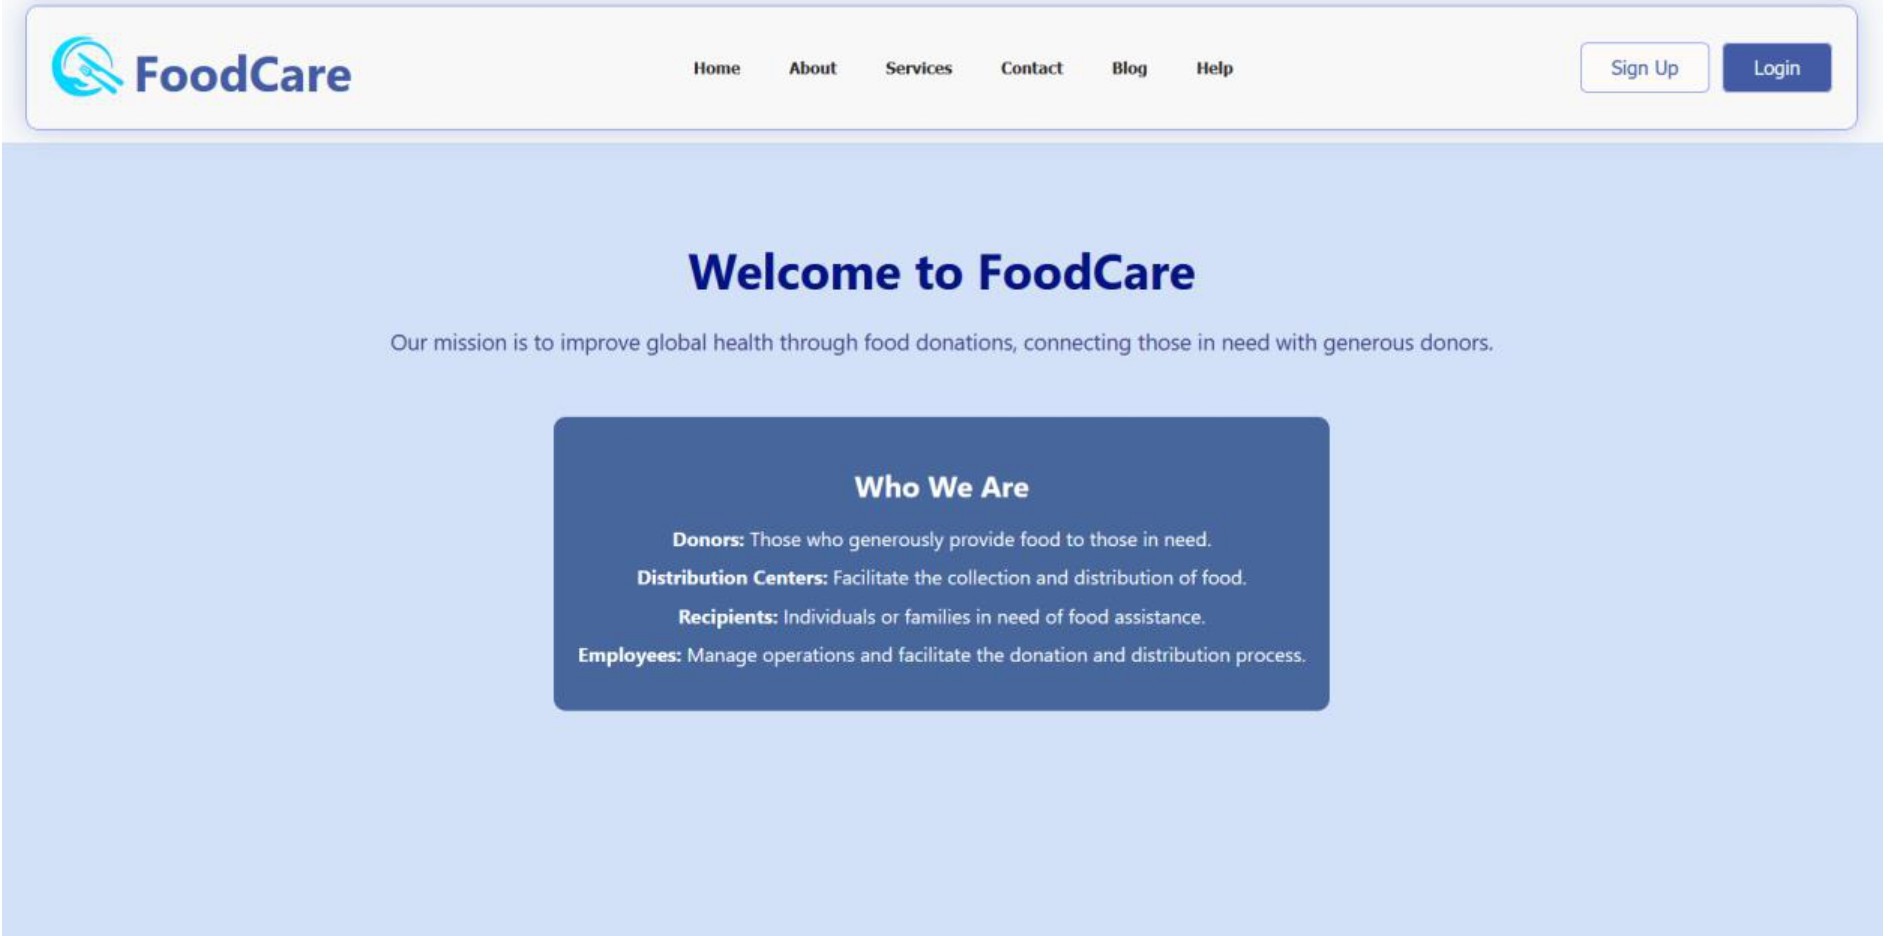 FoodCare
Home About Services Contact Blog Help
Sign Up Login
Welcome to FoodCare
Our mission is to improve global health through food donations, connecting those in need with generous donors.
Who We Are
Donors: Those who generously provide food to those in need.
Distribution Centers: Facilitate the collection and distribution of food.
Recipients: Individuals or families in need of food assistance.
Employees: Manage operations and facilitate the donation and distribution process.